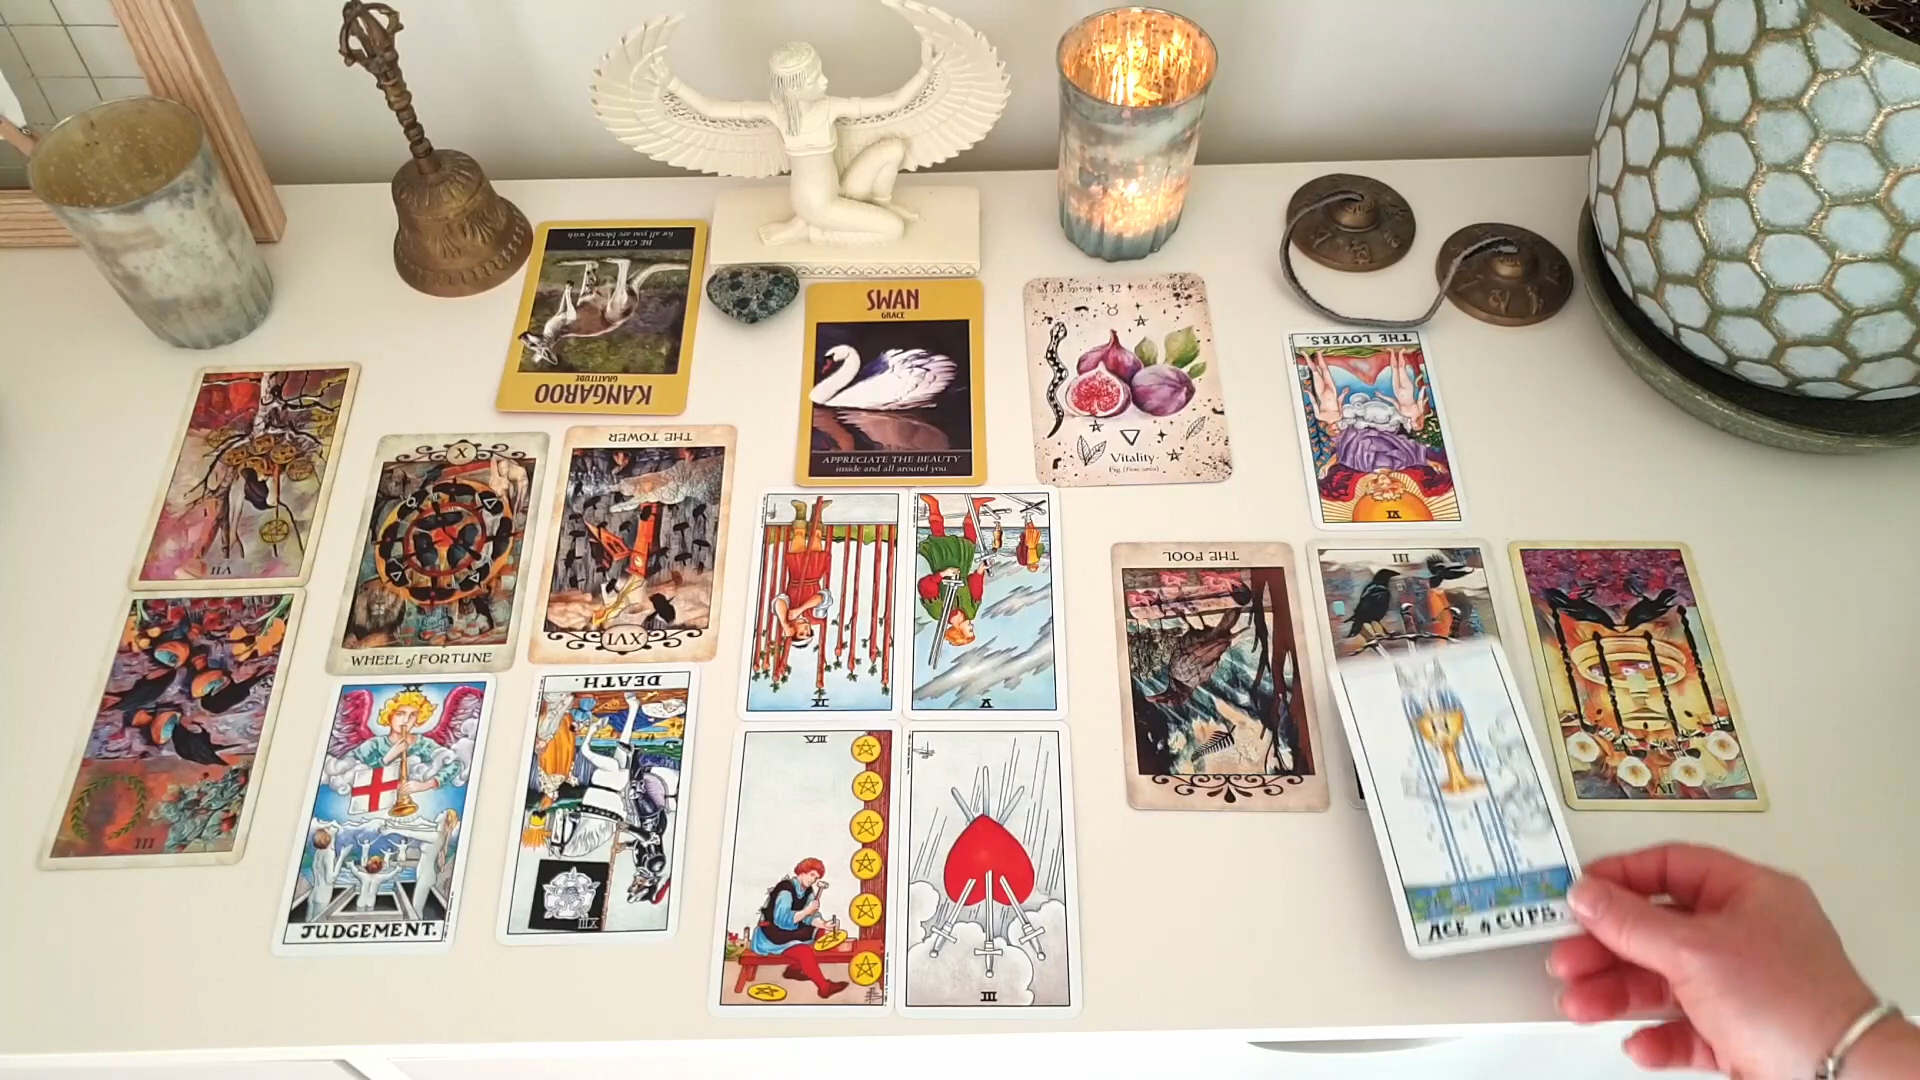 BE GRATEFUL
for all you are blessed with
KANGAROO
GRATITUDE
SWAN
GRACE
APPRECIATE THE BEAUTY
inside and all around you
32
Vitality
THE LOVERS.
VI
VII
III
X
WHEEL of FORTUNE
THE TOWER
XVI
XX
JUDGEMENT.
DEATH.
XIII
IX
V
VIII
III
THE FOOL
III
ACE of CUPS.
IV